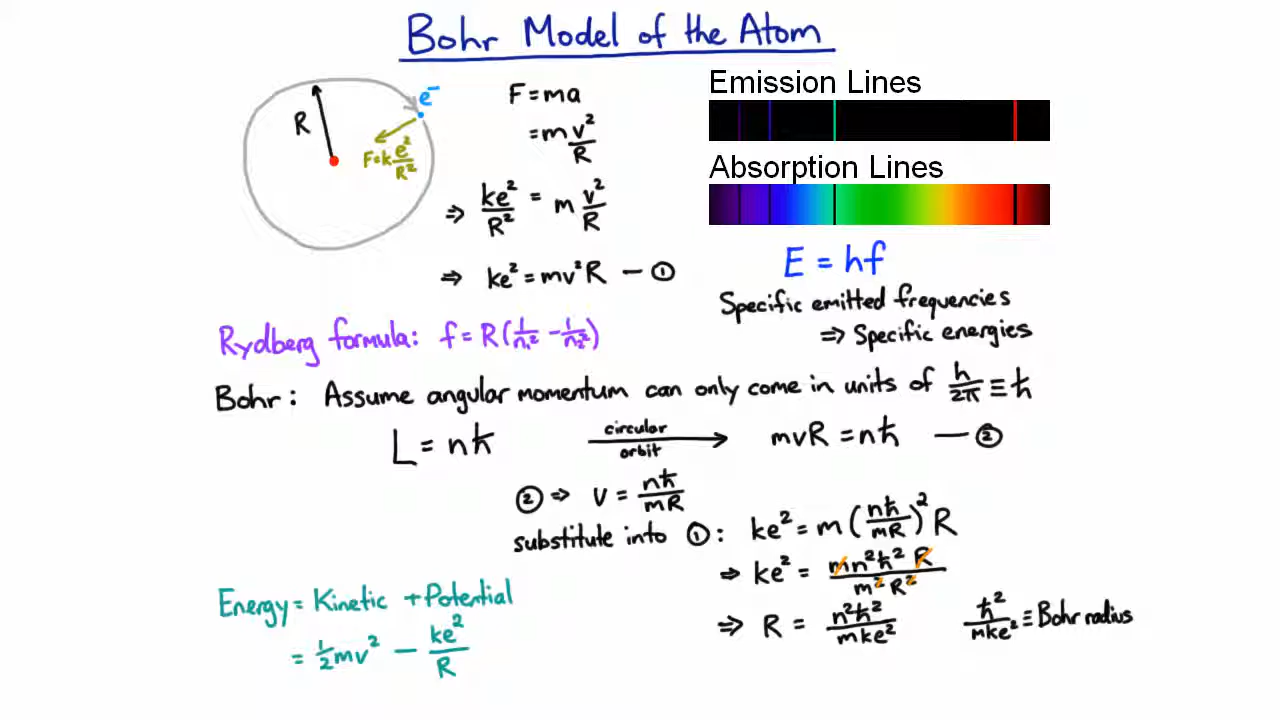 Bohr Model of the Atom
R
e⁻
F=k e²/R²
F=ma
=m v²/R
⇒ ke²/R² = m v²/R
⇒ ke² = mv²R — ①
Emission Lines
Absorption Lines
E = hf
Specific emitted frequencies
⇒ Specific energies
Rydberg formula: f = R(1/n₁² - 1/n₂²)
Bohr: Assume angular momentum can only come in units of h/2π ≡ ħ
L = nħ circular orbit → mvR = nħ — ②
② ⇒ v = nħ/mR
substitute into ①: ke² = m(nħ/mR)²R
⇒ ke² = mn²ħ²R/m²R²
⇒ R = n²ħ²/mke² ħ²/mke² ≡ Bohr radius
Energy = Kinetic + Potential
= ½mv² - ke²/R